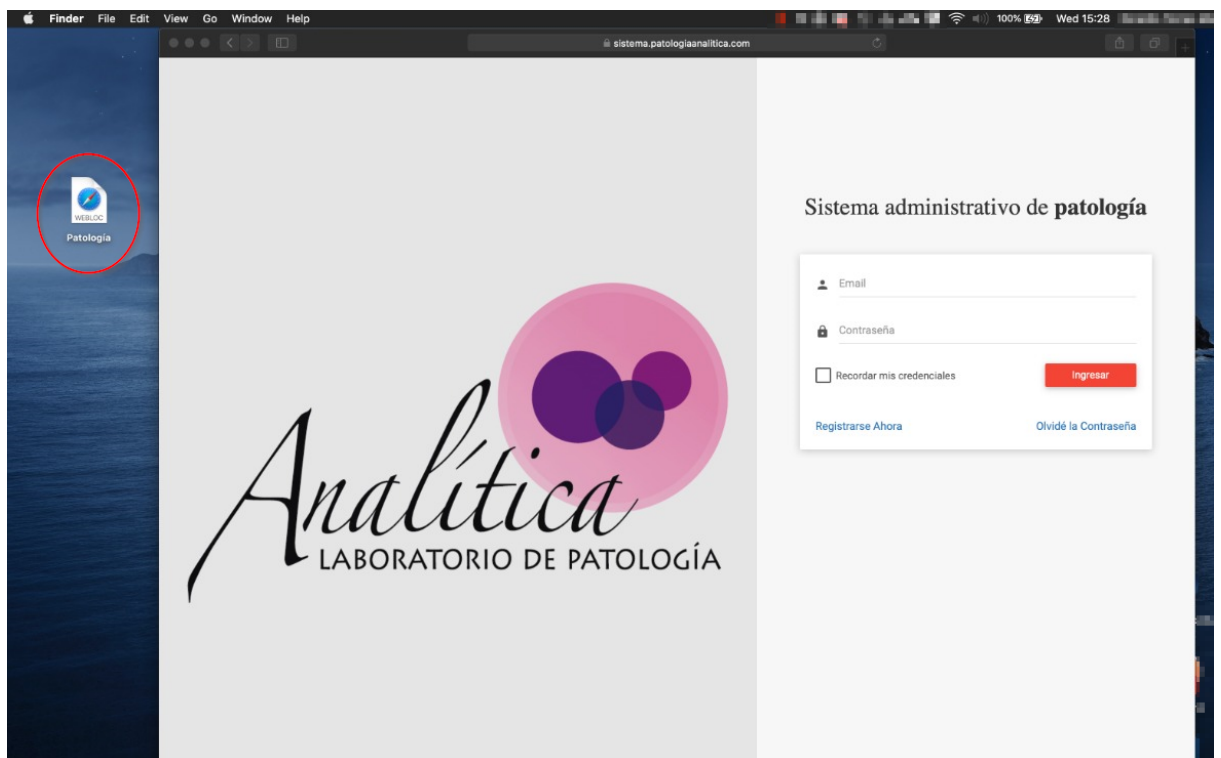 Finder File Edit View Go Window Help
100% Wed 15:28
sistema.patologiaanalitica.com
WEBLOC
Patología
Analítica
LABORATORIO DE PATOLOGÍA
Sistema administrativo de patología
Email
Contraseña
Recordar mis credenciales
Ingresar
Registrarse Ahora
Olvidé la Contraseña